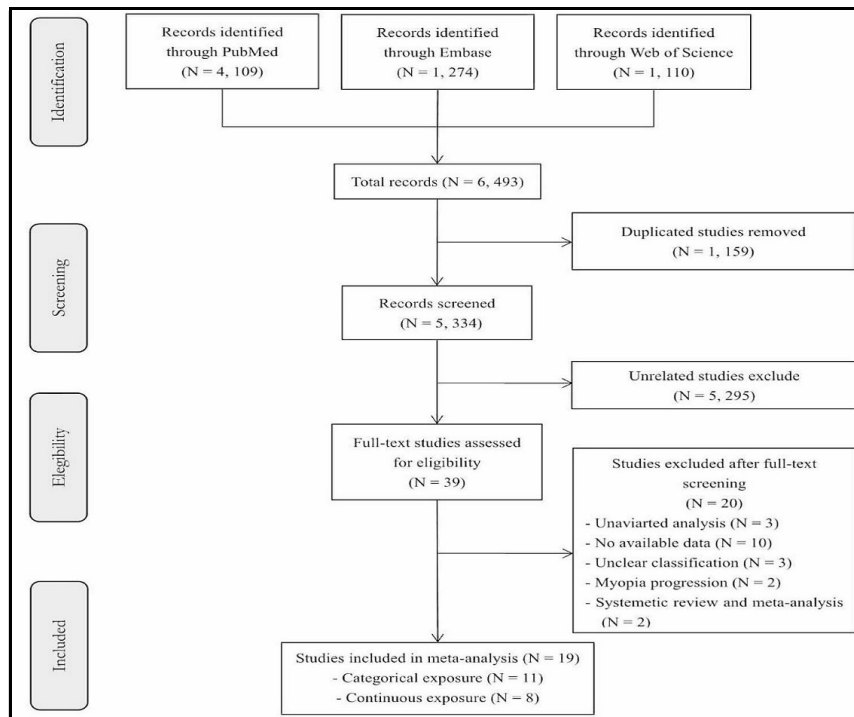 Identification
Records identified
through PubMed
(N = 4, 109)
Records identified
through Embase
(N = 1, 274)
Records identified
through Web of Science
(N = 1, 110)
Total records (N = 6, 493)
Screening
Duplicated studies removed
(N = 1, 159)
Records screened
(N = 5, 334)
Unrelated studies exclude
(N = 5, 295)
Elegibility
Full-text studies assessed
for eligibility
(N = 39)
Studies excluded after full-text
screening
(N = 20)
- Unaviarted analysis (N = 3)
- No available data (N = 10)
- Unclear classification (N = 3)
- Myopia progression (N = 2)
- Systemetic review and meta-analysis
(N = 2)
Included
Studies included in meta-analysis (N = 19)
- Categorical exposure (N = 11)
- Continuous exposure (N = 8)